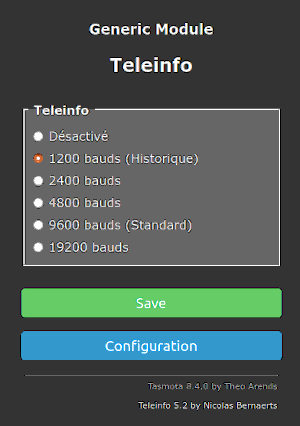 Generic Module
Teleinfo
Teleinfo
Désactivé
1200 bauds (Historique)
2400 bauds
4800 bauds
9600 bauds (Standard)
19200 bauds
Save
Configuration
Tasmota 8.4.0 by Theo Arends
Teleinfo 5.2 by Nicolas Bernaerts